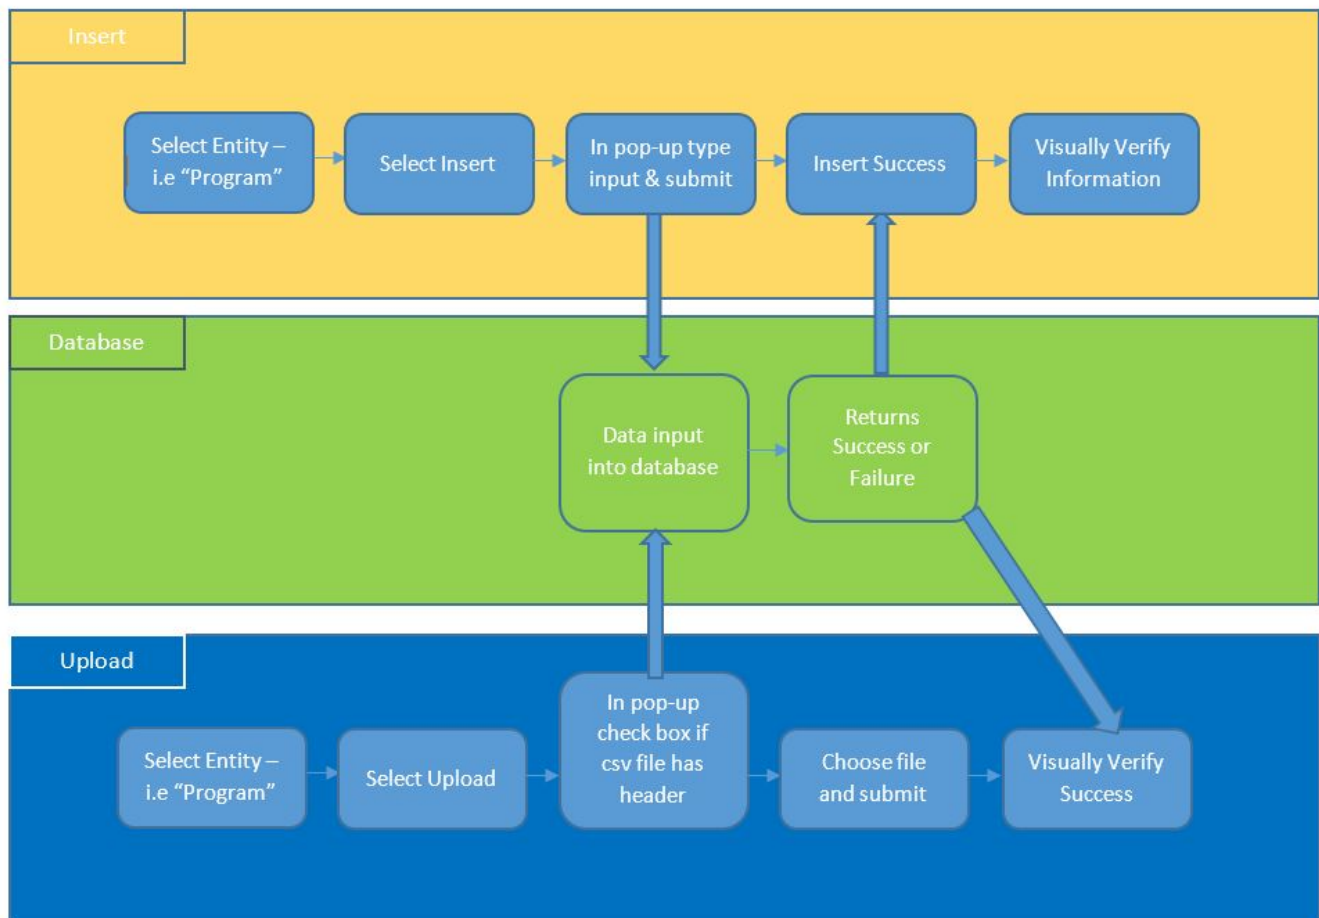 Insert
Select Entity –
i.e “Program”
Select Insert
In pop-up type
input & submit
Insert Success
Visually Verify
Information
Database
Data input
into database
Returns
Success or
Failure
Upload
Select Entity –
i.e “Program”
Select Upload
In pop-up
check box if
csv file has
header
Choose file
and submit
Visually Verify
Success